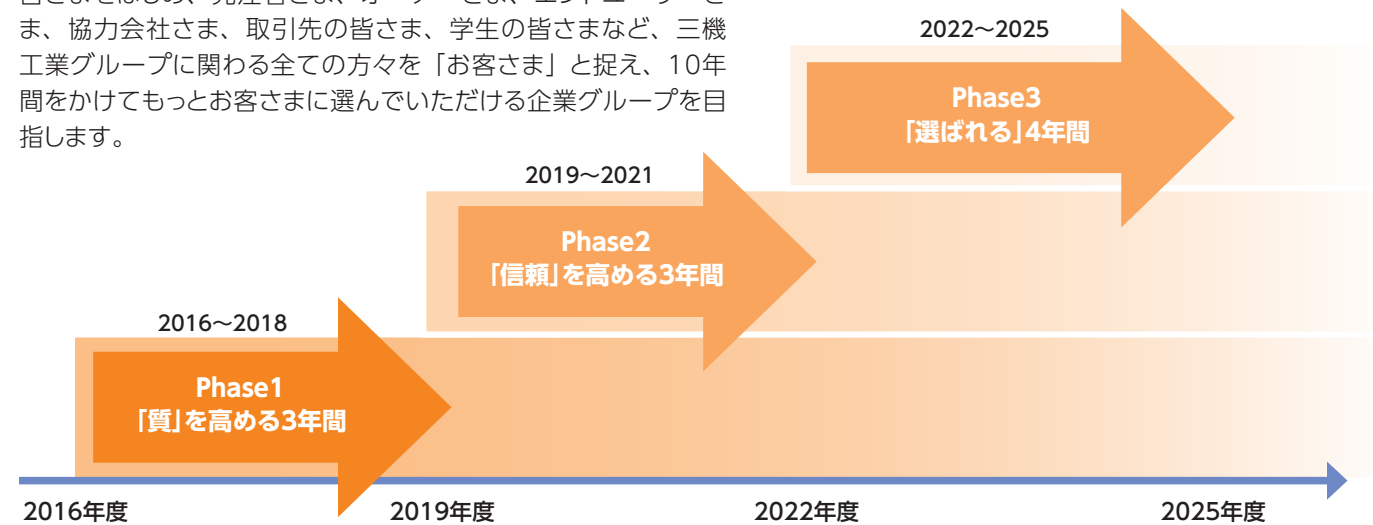 ま、協力会社さま、取引先の皆さま、学生の皆さまなど、三機
工業グループに関わる全ての方々を「お客さま」と捉え、10年
間をかけてもっとお客さまに選んでいただける企業グループを目
指します。
2022〜2025
Phase3
「選ばれる」4年間
2019〜2021
Phase2
「信頼」を高める3年間
2016〜2018
Phase1
「質」を高める3年間
2016年度
2019年度
2022年度
2025年度